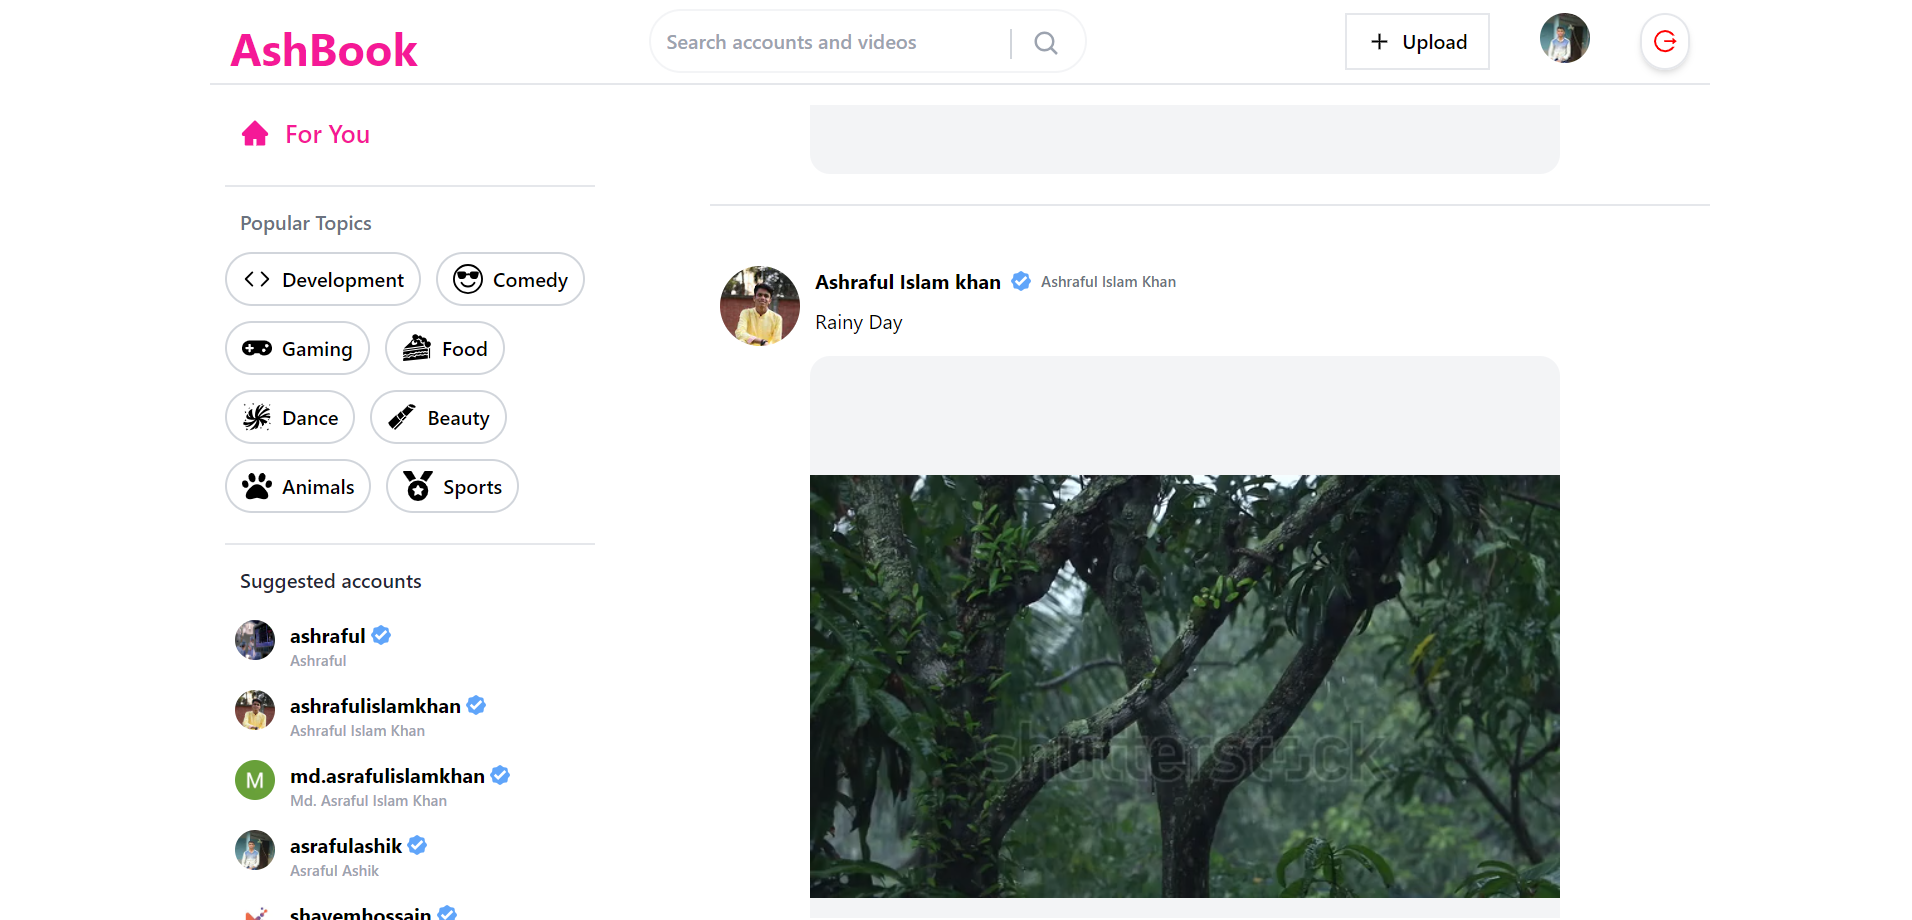 AshBook
Search accounts and videos
Upload
For You
Popular Topics
Development
Comedy
Gaming
Food
Dance
Beauty
Animals
Sports
Suggested accounts
ashraful
Ashraful
ashrafulislamkhan
Ashraful Islam Khan
M
md.asrafulislamkhan
Md. Asraful Islam Khan
asrafulashik
Asraful Ashik
shayemhossain
Ashraful Islam khan Ashraful Islam Khan
Rainy Day
shutterstock